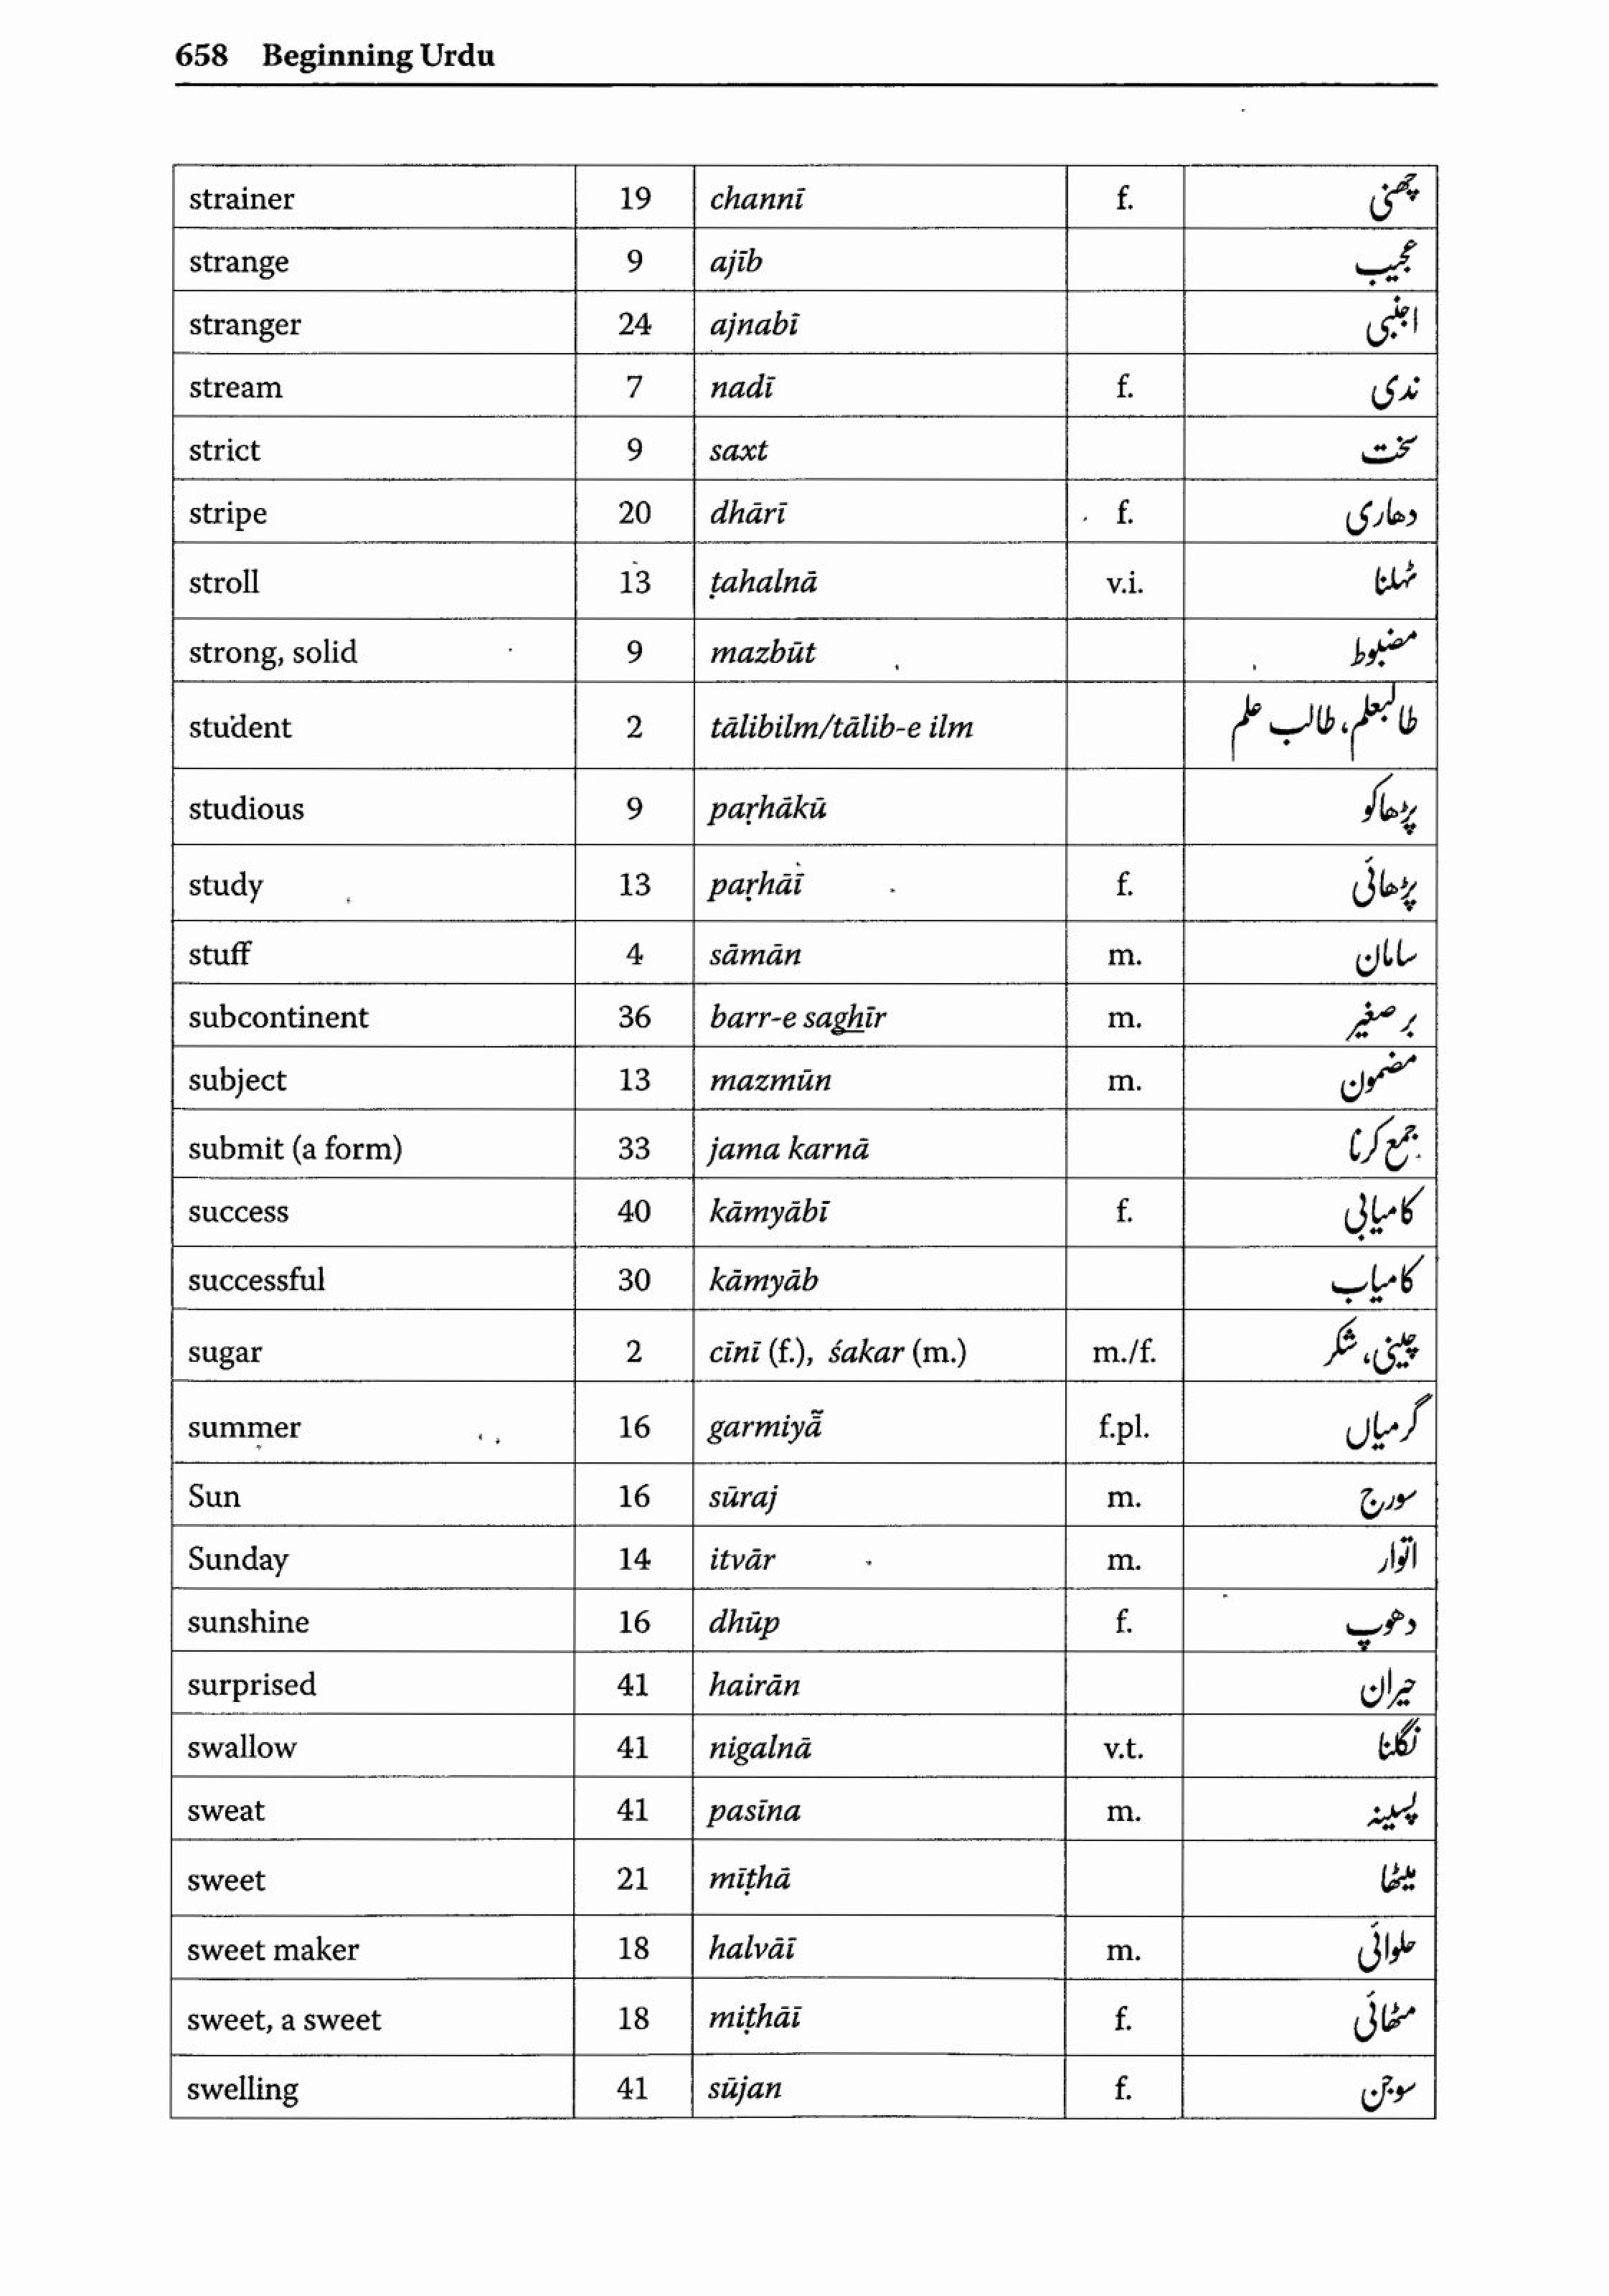 658 Beginning Urdu
strainer 19 channī f. چھنی
strange 9 ajīb عجیب
stranger 24 ajnabī اجنبی
stream 7 nadī f. ندی
strict 9 saxt سخت
stripe 20 dhārī f. دھاری
stroll 13 ṭahalnā v.i. ٹہلنا
strong, solid 9 mazbūt مضبوط
student 2 tālibilm/tālib-e ilm طالبعلم، طالب علم
studious 9 paṛhākū پڑھاکو
study 13 paṛhāī f. پڑھائی
stuff 4 sāmān m. سامان
subcontinent 36 barr-e sag͟hīr m. بر صغیر
subject 13 mazmūn m. مضمون
submit (a form) 33 jama karnā جمع کرنا
success 40 kāmyābī f. کامیابی
successful 30 kāmyāb کامیاب
sugar 2 cīnī (f.), śakar (m.) m./f. چینی، شکر
summer 16 garmiyā̃ f.pl. گرمیاں
Sun 16 sūraj m. سورج
Sunday 14 itvār m. اتوار
sunshine 16 dhūp f. دھوپ
surprised 41 hairān حیران
swallow 41 nigalnā v.t. نگلنا
sweat 41 pasīna m. پسینہ
sweet 21 mīṭhā میٹھا
sweet maker 18 halvāī m. حلوائی
sweet, a sweet 18 miṭhāī f. مٹھائی
swelling 41 sūjan f. سوجن